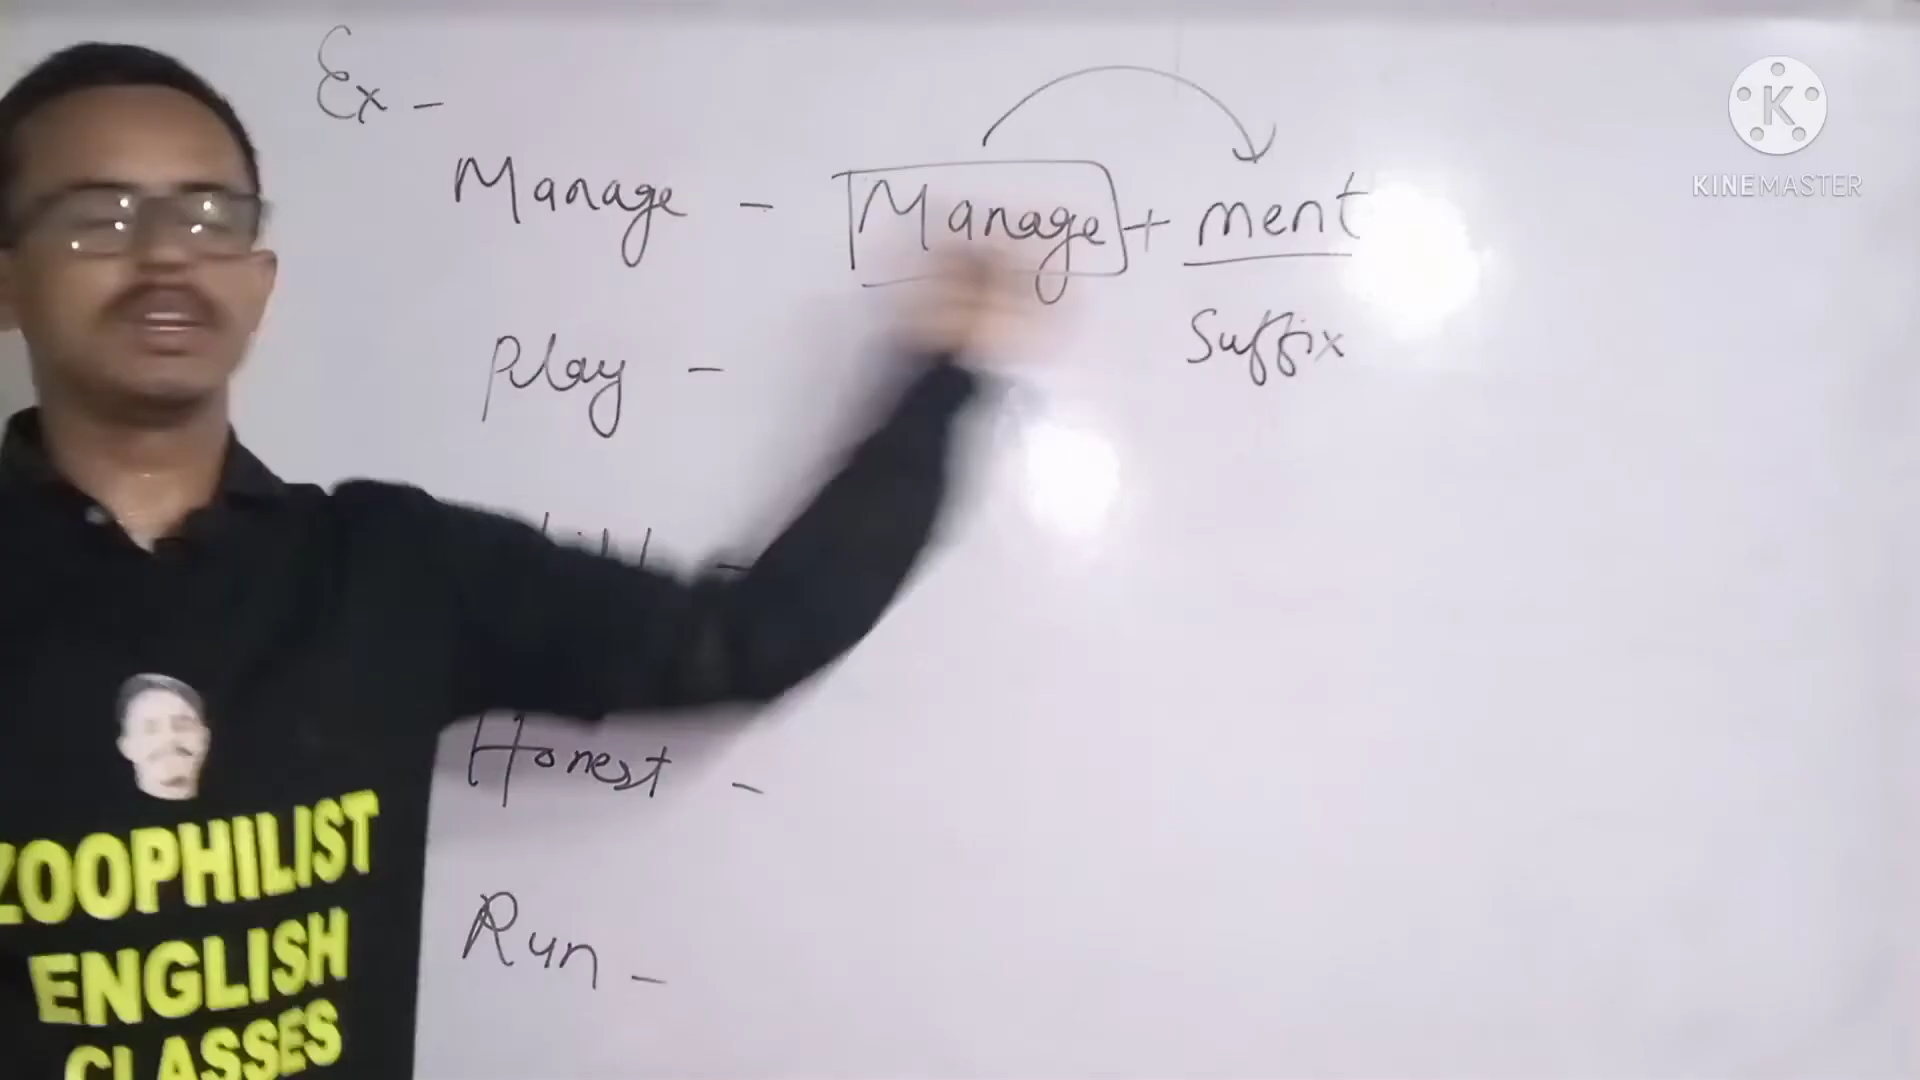 Ex -
Manage - Manage + ment
Suffix
Play -
-
Honest -
Run -
KINEMASTER
ZOOPHILIST
ENGLISH
CLASSES